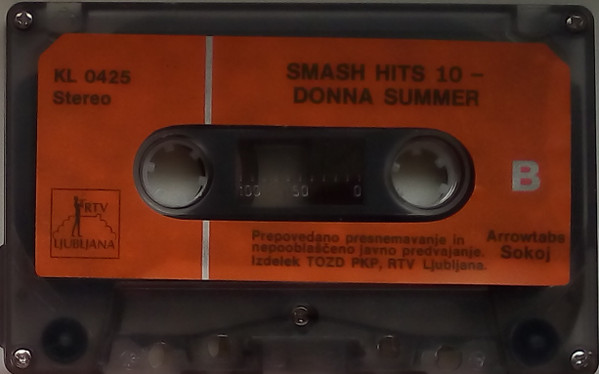 KL 0425
Stereo
SMASH HITS 10 –
DONNA SUMMER
100 50 0
B
RTV
LJUBLJANA
Prepovedano presnemavanje in
nepooblaščeno javno predvajanje.
Izdelek TOZD PKP, RTV Ljubljana.
Arrowtabs
Sokoj